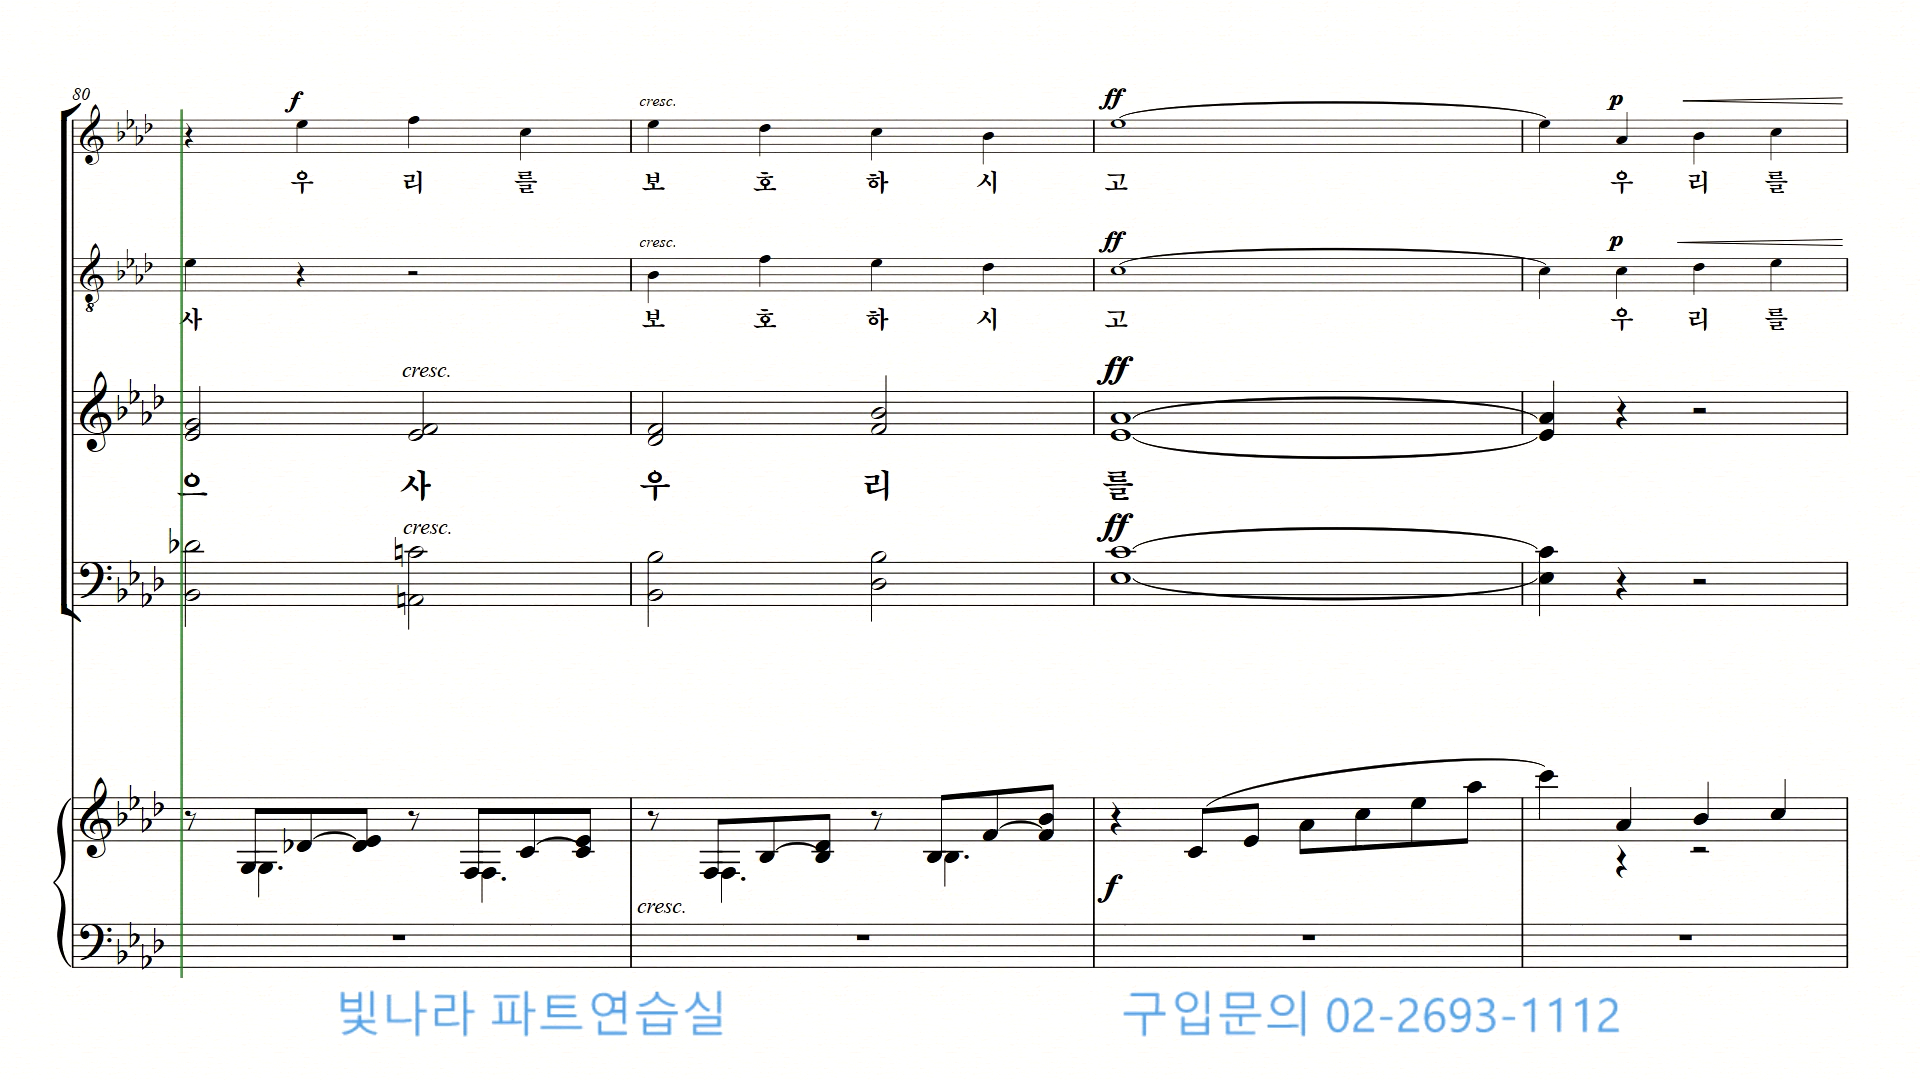 80
f
cresc.
ff
p
우 리 를 보 호 하 시 고 우 리 를
cresc.
ff
p
사 보 호 하 시 고 우 리 를
cresc.
ff
으 사 우 리 를
cresc.
ff
f
cresc.
빛나라 파트연습실
구입문의 02-2693-1112